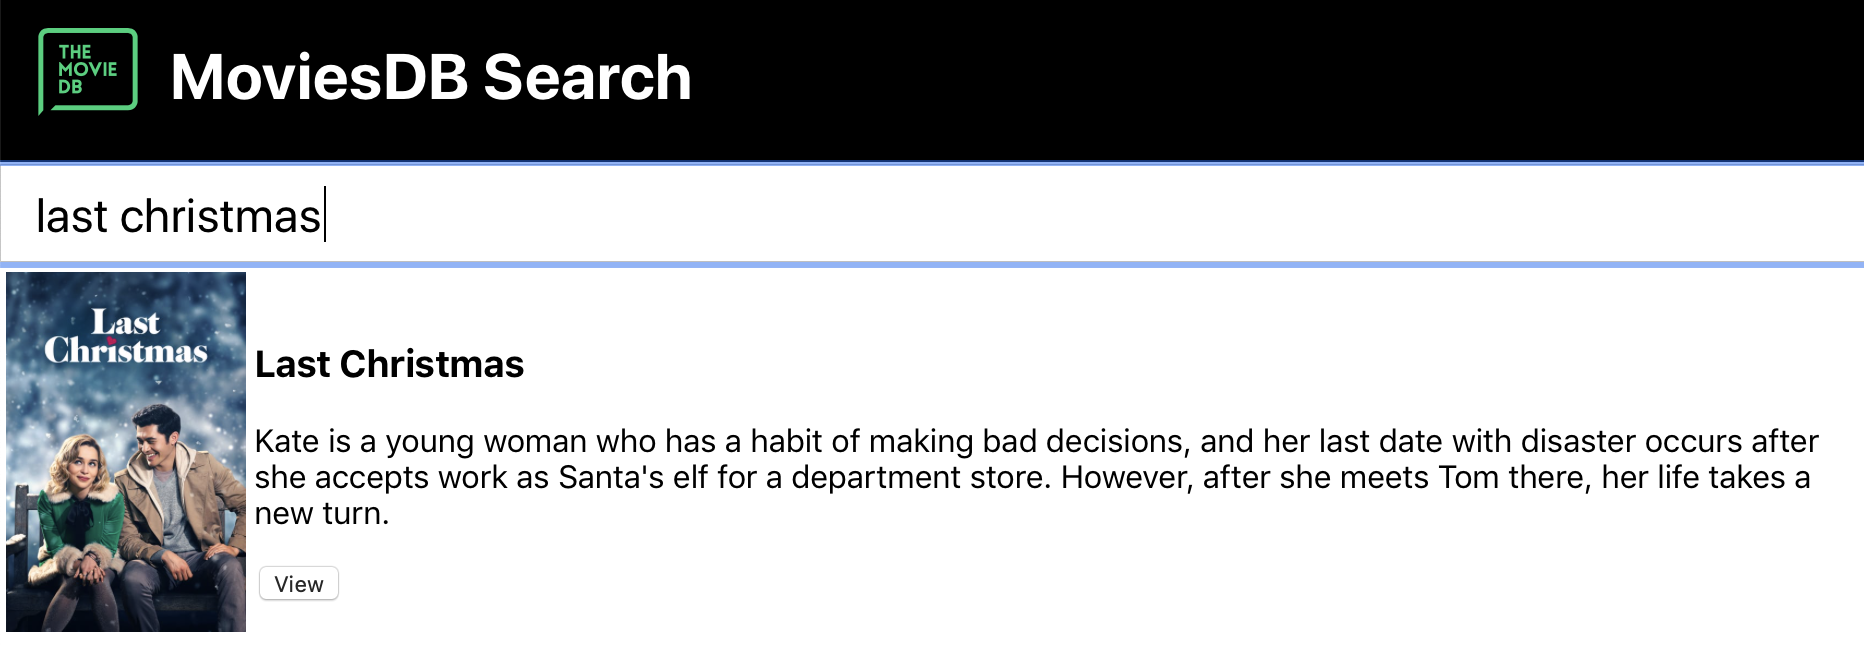 THE
MOVIE
DB
MoviesDB Search
last christmas
Last
Christmas
Last Christmas
Kate is a young woman who has a habit of making bad decisions, and her last date with disaster occurs after
she accepts work as Santa's elf for a department store. However, after she meets Tom there, her life takes a
new turn.
View